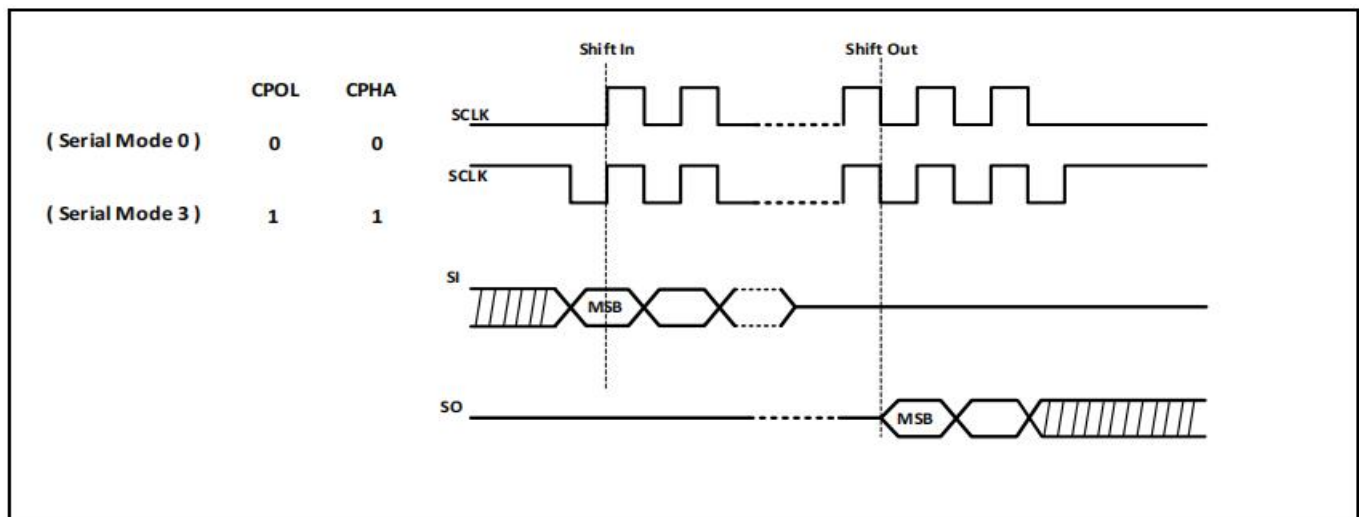 Shift In Shift Out
CPOL CPHA
SCLK
( Serial Mode 0 ) 0 0
SCLK
( Serial Mode 3 ) 1 1
SI
MSB
SO
MSB